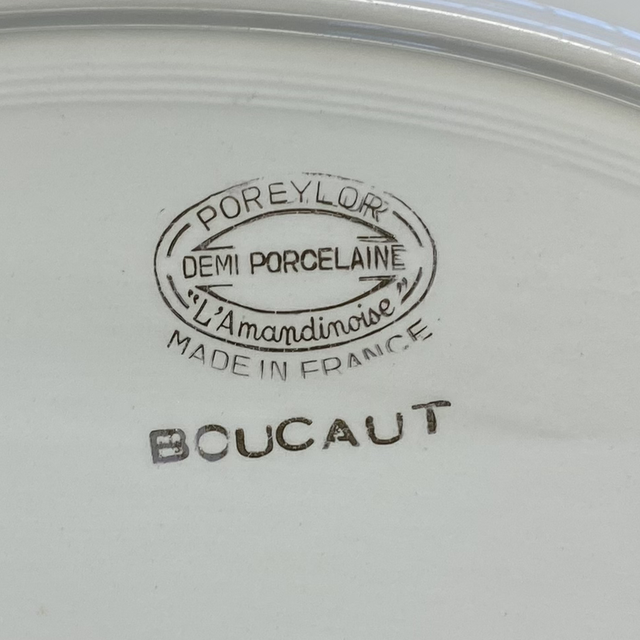 POREYLOR
DEMI PORCELAINE
"L'Amandinoise"
MADE IN FRANCE
BOUCAUT